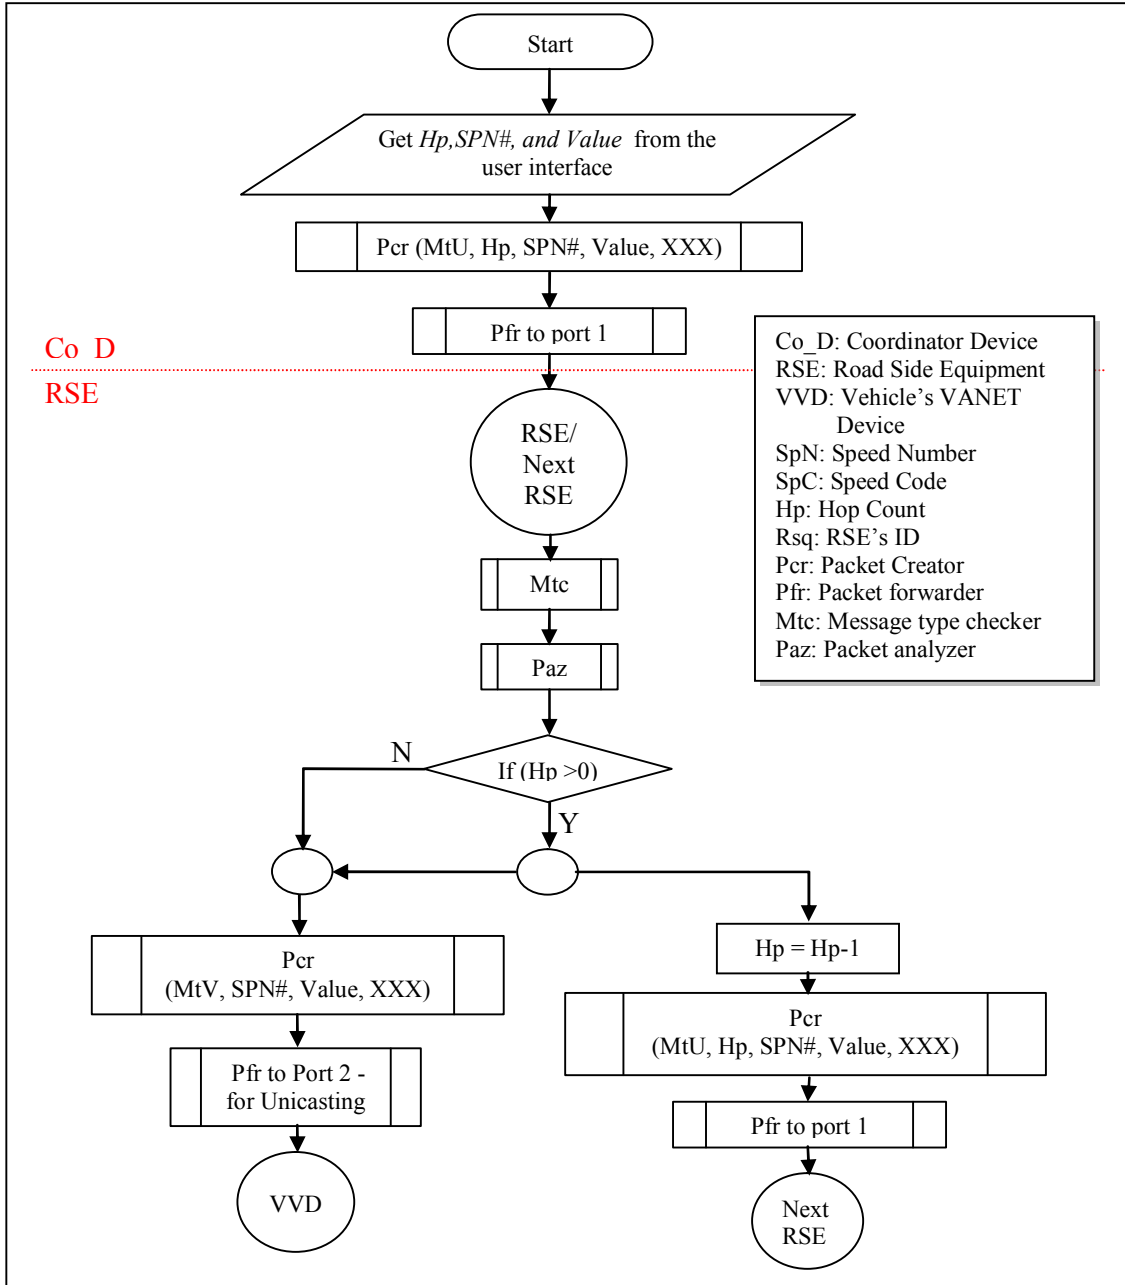 Start
Get Hp,SPN#, and Value from the
user interface
Pcr (MtU, Hp, SPN#, Value, XXX)
Pfr to port 1
Co D
RSE
Co_D: Coordinator Device
RSE: Road Side Equipment
VVD: Vehicle's VANET
Device
SpN: Speed Number
SpC: Speed Code
Hp: Hop Count
Rsq: RSE's ID
Pcr: Packet Creator
Pfr: Packet forwarder
Mtc: Message type checker
Paz: Packet analyzer
RSE/
Next
RSE
Mtc
Paz
N
If (Hp >0)
Y
Pcr
(MtV, SPN#, Value, XXX)
Pfr to Port 2 -
for Unicasting
VVD
Hp = Hp-1
Pcr
(MtU, Hp, SPN#, Value, XXX)
Pfr to port 1
Next
RSE